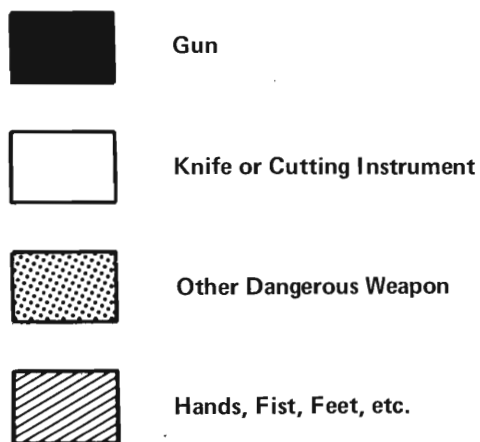 Gun
Knife or Cutting Instrument
Other Dangerous Weapon
Hands, Fist, Feet, etc.